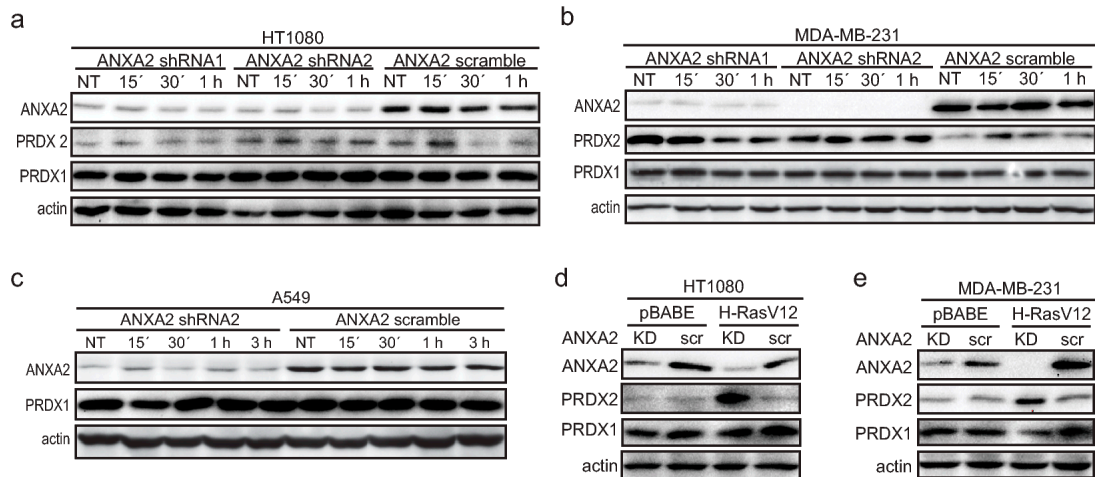 a
HT1080
ANXA2 shRNA1 ANXA2 shRNA2 ANXA2 scramble
NT 15´ 30´ 1 h NT 15´ 30´ 1 h NT 15´ 30´ 1 h
ANXA2
PRDX 2
PRDX1
actin
b
MDA-MB-231
ANXA2 shRNA1 ANXA2 shRNA2 ANXA2 scramble
NT 15´ 30´ 1 h NT 15´ 30´ 1 h NT 15´ 30´ 1 h
ANXA2
PRDX2
PRDX1
actin
c
A549
ANXA2 shRNA2 ANXA2 scramble
NT 15´ 30´ 1 h 3 h NT 15´ 30´ 1 h 3 h
ANXA2
PRDX1
actin
d
HT1080
pBABE H-RasV12
ANXA2 KD scr KD scr
ANXA2
PRDX2
PRDX1
actin
e
MDA-MB-231
pBABE H-RasV12
ANXA2 KD scr KD scr
ANXA2
PRDX2
PRDX1
actin